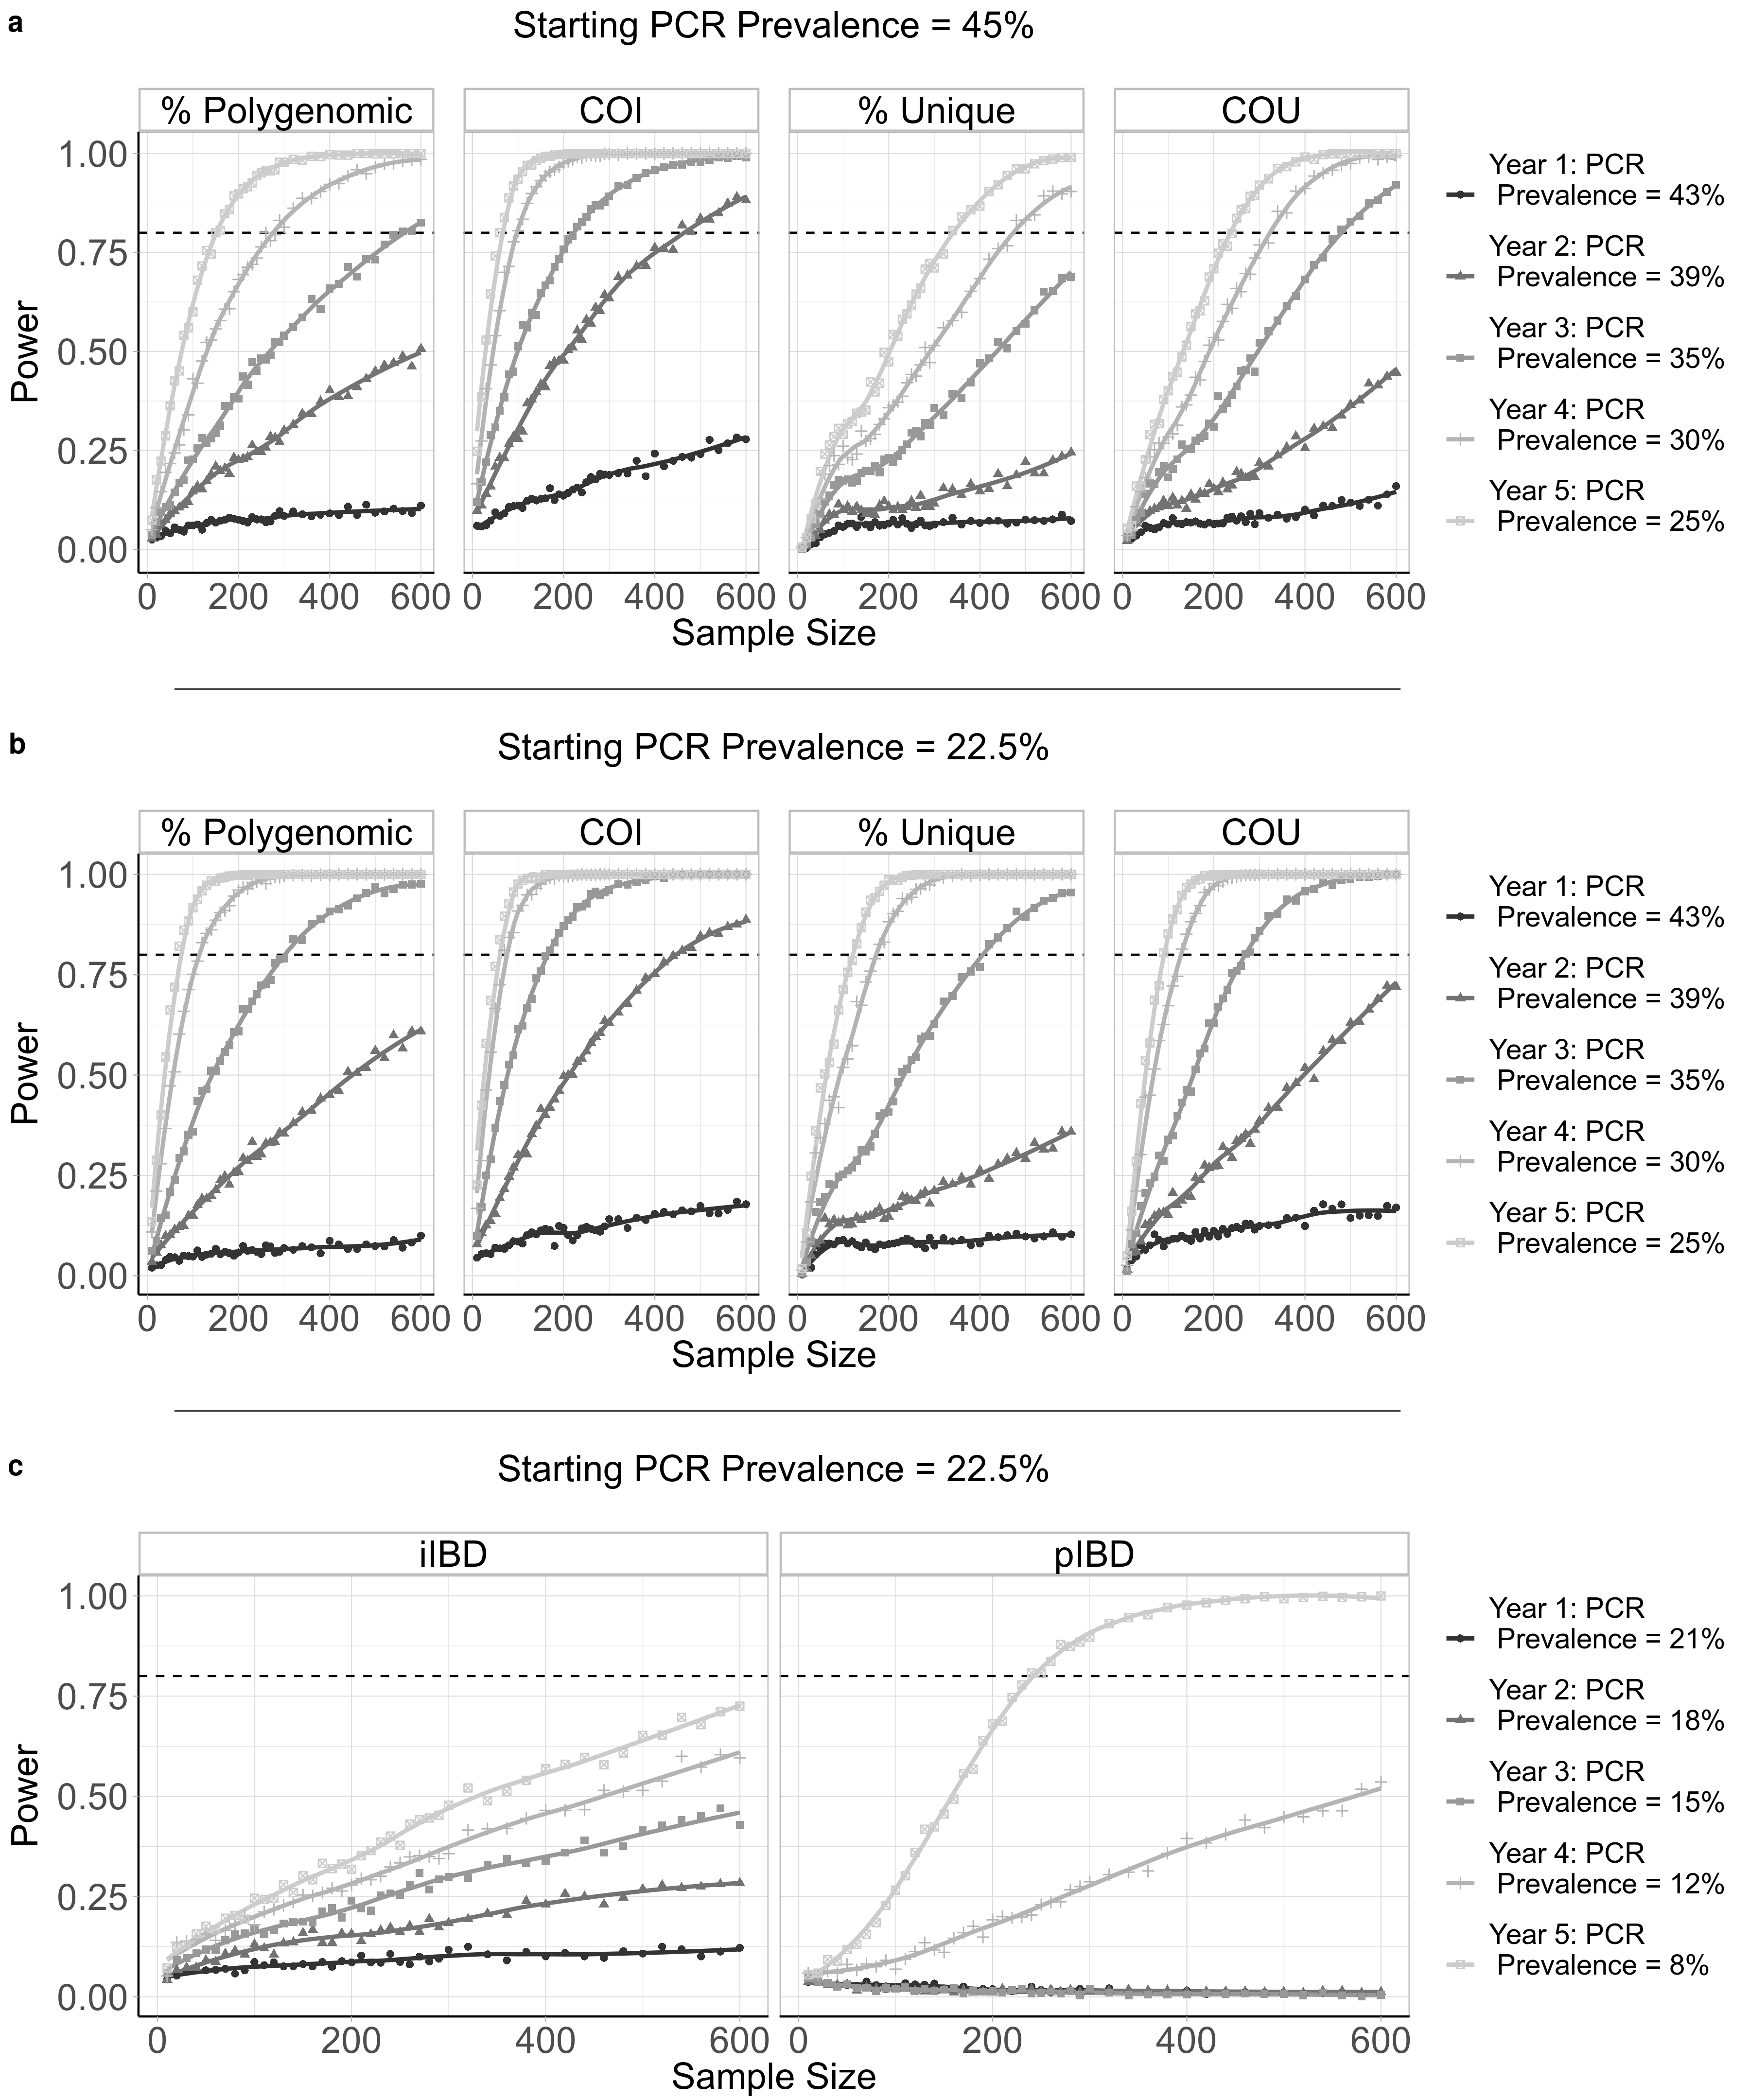 a
Starting PCR Prevalence = 45%
% Polygenomic
COI
% Unique
COU
Power
1.00
0.75
0.50
0.25
0.00
0 200 400 600
0 200 400 600
0 200 400 600
0 200 400 600
Sample Size
Year 1: PCR
Prevalence = 43%
Year 2: PCR
Prevalence = 39%
Year 3: PCR
Prevalence = 35%
Year 4: PCR
Prevalence = 30%
Year 5: PCR
Prevalence = 25%
b
Starting PCR Prevalence = 22.5%
% Polygenomic
COI
% Unique
COU
Power
1.00
0.75
0.50
0.25
0.00
0 200 400 600
0 200 400 600
0 200 400 600
0 200 400 600
Sample Size
Year 1: PCR
Prevalence = 43%
Year 2: PCR
Prevalence = 39%
Year 3: PCR
Prevalence = 35%
Year 4: PCR
Prevalence = 30%
Year 5: PCR
Prevalence = 25%
c
Starting PCR Prevalence = 22.5%
iIBD
pIBD
Power
1.00
0.75
0.50
0.25
0.00
0 200 400 600
0 200 400 600
Sample Size
Year 1: PCR
Prevalence = 21%
Year 2: PCR
Prevalence = 18%
Year 3: PCR
Prevalence = 15%
Year 4: PCR
Prevalence = 12%
Year 5: PCR
Prevalence = 8%